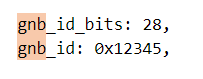 gnb_id_bits: 28,
gnb_id: 0x12345,